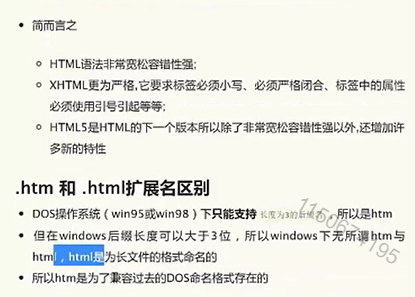 简而言之
HTML语法非常宽松容错性强;
XHTML更为严格,它要求标签必须小写、必须严格闭合、标签中的属性
必须使用引号引起等等;
HTML5是HTML的下一个版本所以除了非常宽松容错性强以外,还增加许
多新的特性
.htm 和 .html扩展名区别
DOS操作系统(win95或win98)下只能支持 长度为3的后缀名,所以是htm
但在windows后缀长度可以大于3位,所以windows下无所谓htm与
html,html是为长文件的格式命名的
所以htm是为了兼容过去的DOS命名格式存在的
1150674195